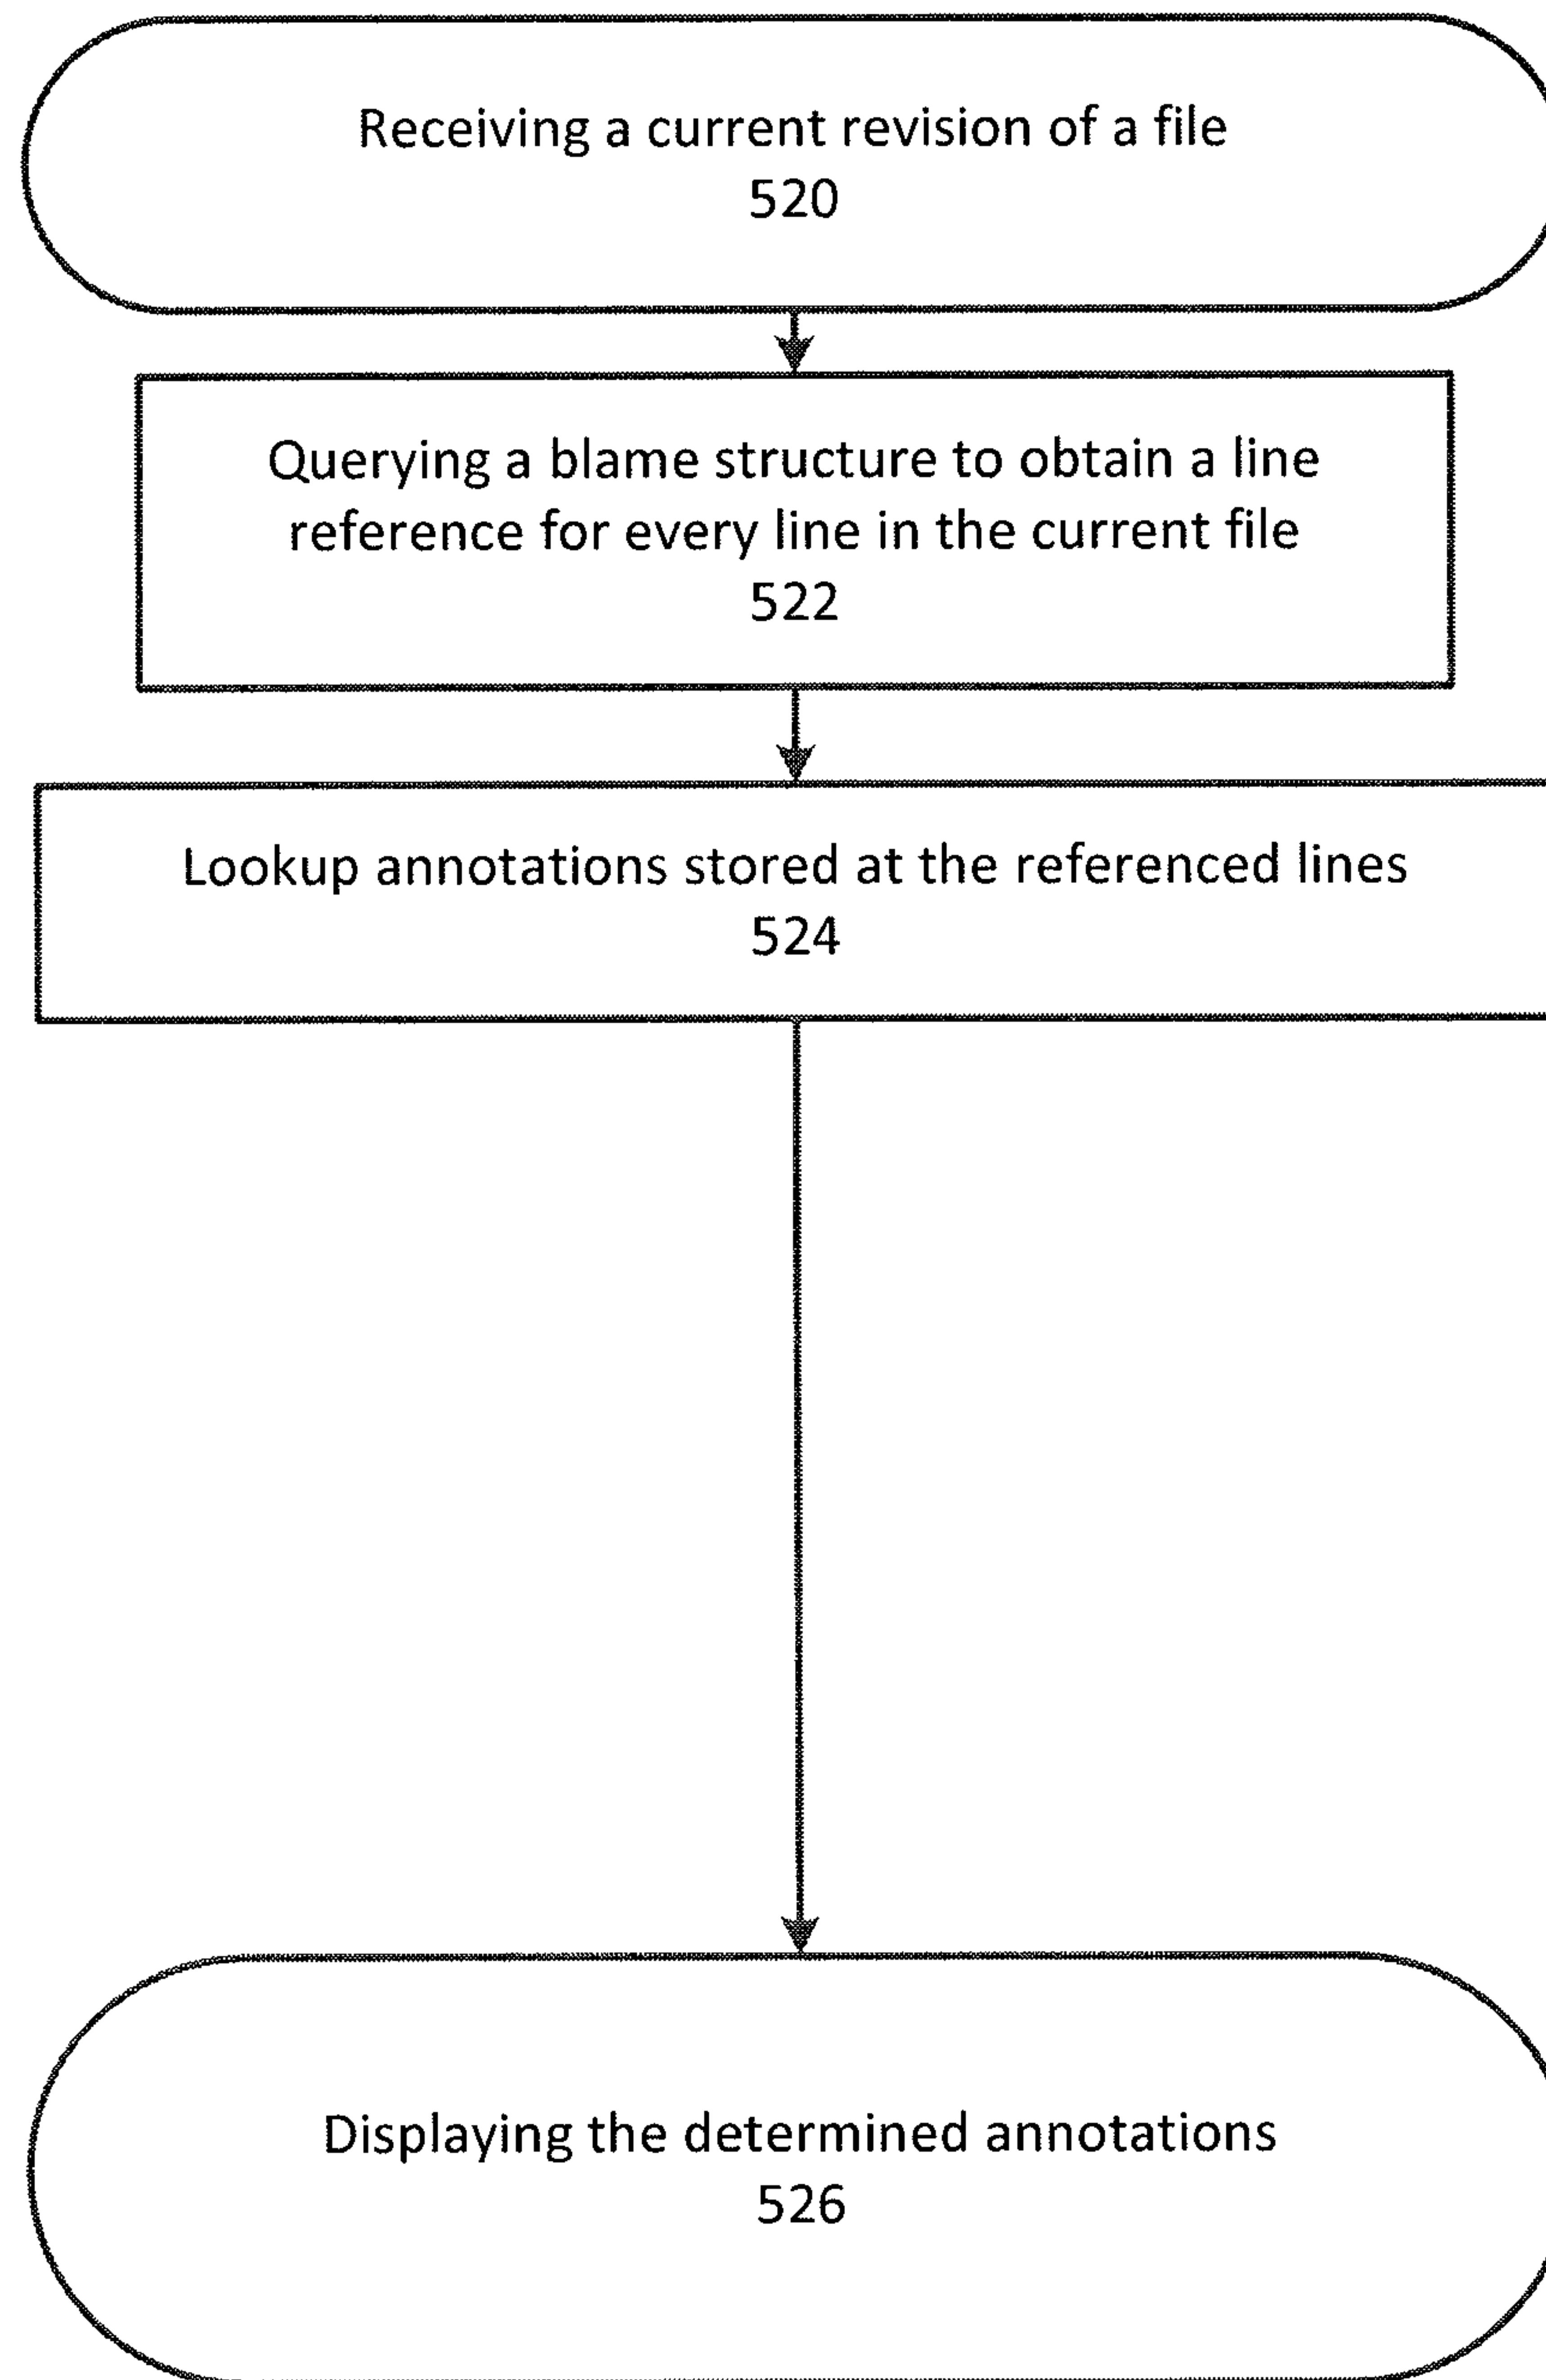 Receiving a current revision of a file
520
Querying a blame structure to obtain a line
reference for every line in the current file
522
Lookup annotations stored at the referenced lines
524
Displaying the determined annotations
526